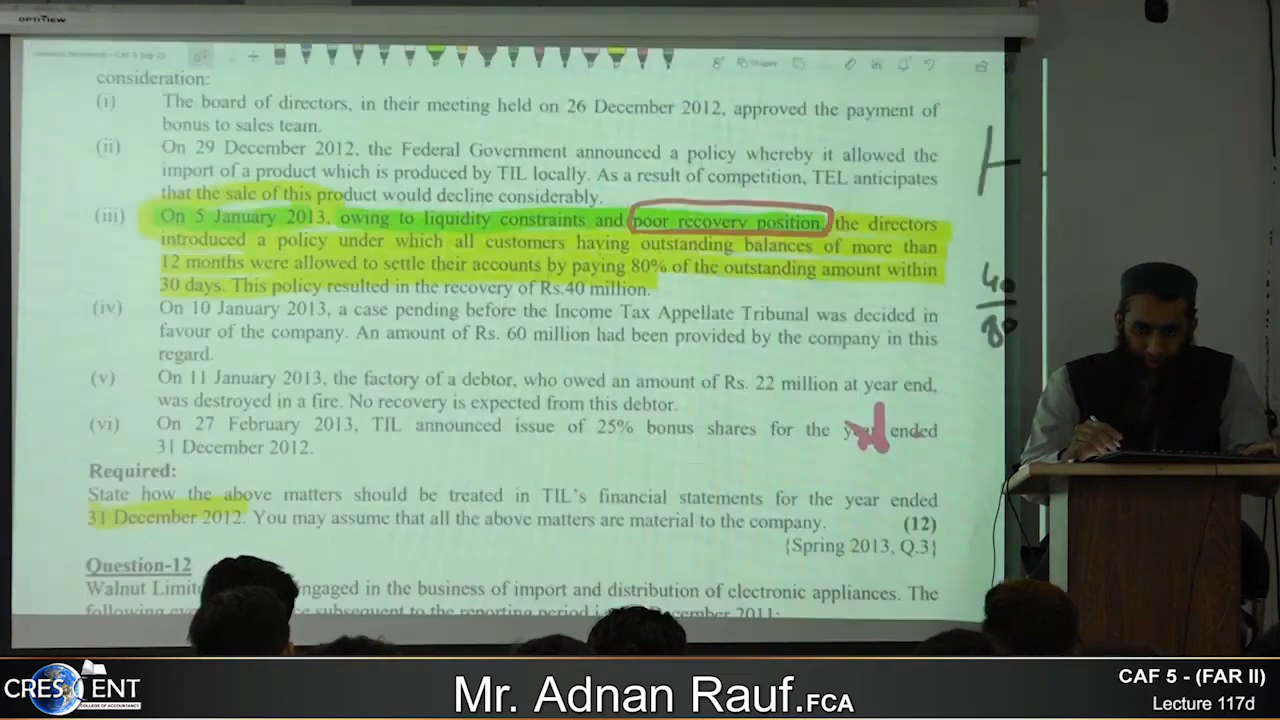 OPTIVIEW
Shapes
consideration:
(i) The board of directors, in their meeting held on 26 December 2012, approved the payment of
bonus to sales team.
(ii) On 29 December 2012, the Federal Government announced a policy whereby it allowed the
import of a product which is produced by TIL locally. As a result of competition, TEL anticipates
that the sale of this product would decline considerably.
(iii) On 5 January 2013, owing to liquidity constraints and poor recovery position, the directors
introduced a policy under which all customers having outstanding balances of more than
12 months were allowed to settle their accounts by paying 80% of the outstanding amount within
30 days. This policy resulted in the recovery of Rs.40 million.
40
80
(iv) On 10 January 2013, a case pending before the Income Tax Appellate Tribunal was decided in
favour of the company. An amount of Rs. 60 million had been provided by the company in this
regard.
(v) On 11 January 2013, the factory of a debtor, who owed an amount of Rs. 22 million at year end,
was destroyed in a fire. No recovery is expected from this debtor.
(vi) On 27 February 2013, TIL announced issue of 25% bonus shares for the year ended
31 December 2012.
Required:
State how the above matters should be treated in TIL's financial statements for the year ended
31 December 2012. You may assume that all the above matters are material to the company. (12)
{Spring 2013, Q.3}
Question-12
Walnut Limite engaged in the business of import and distribution of electronic appliances. The
following subsequent to the reporting period 2011:
CRESCENT
COLLEGE OF ACCOUNTANCY
Mr. Adnan Rauf.FCA
CAF 5 - (FAR II)
Lecture 117d